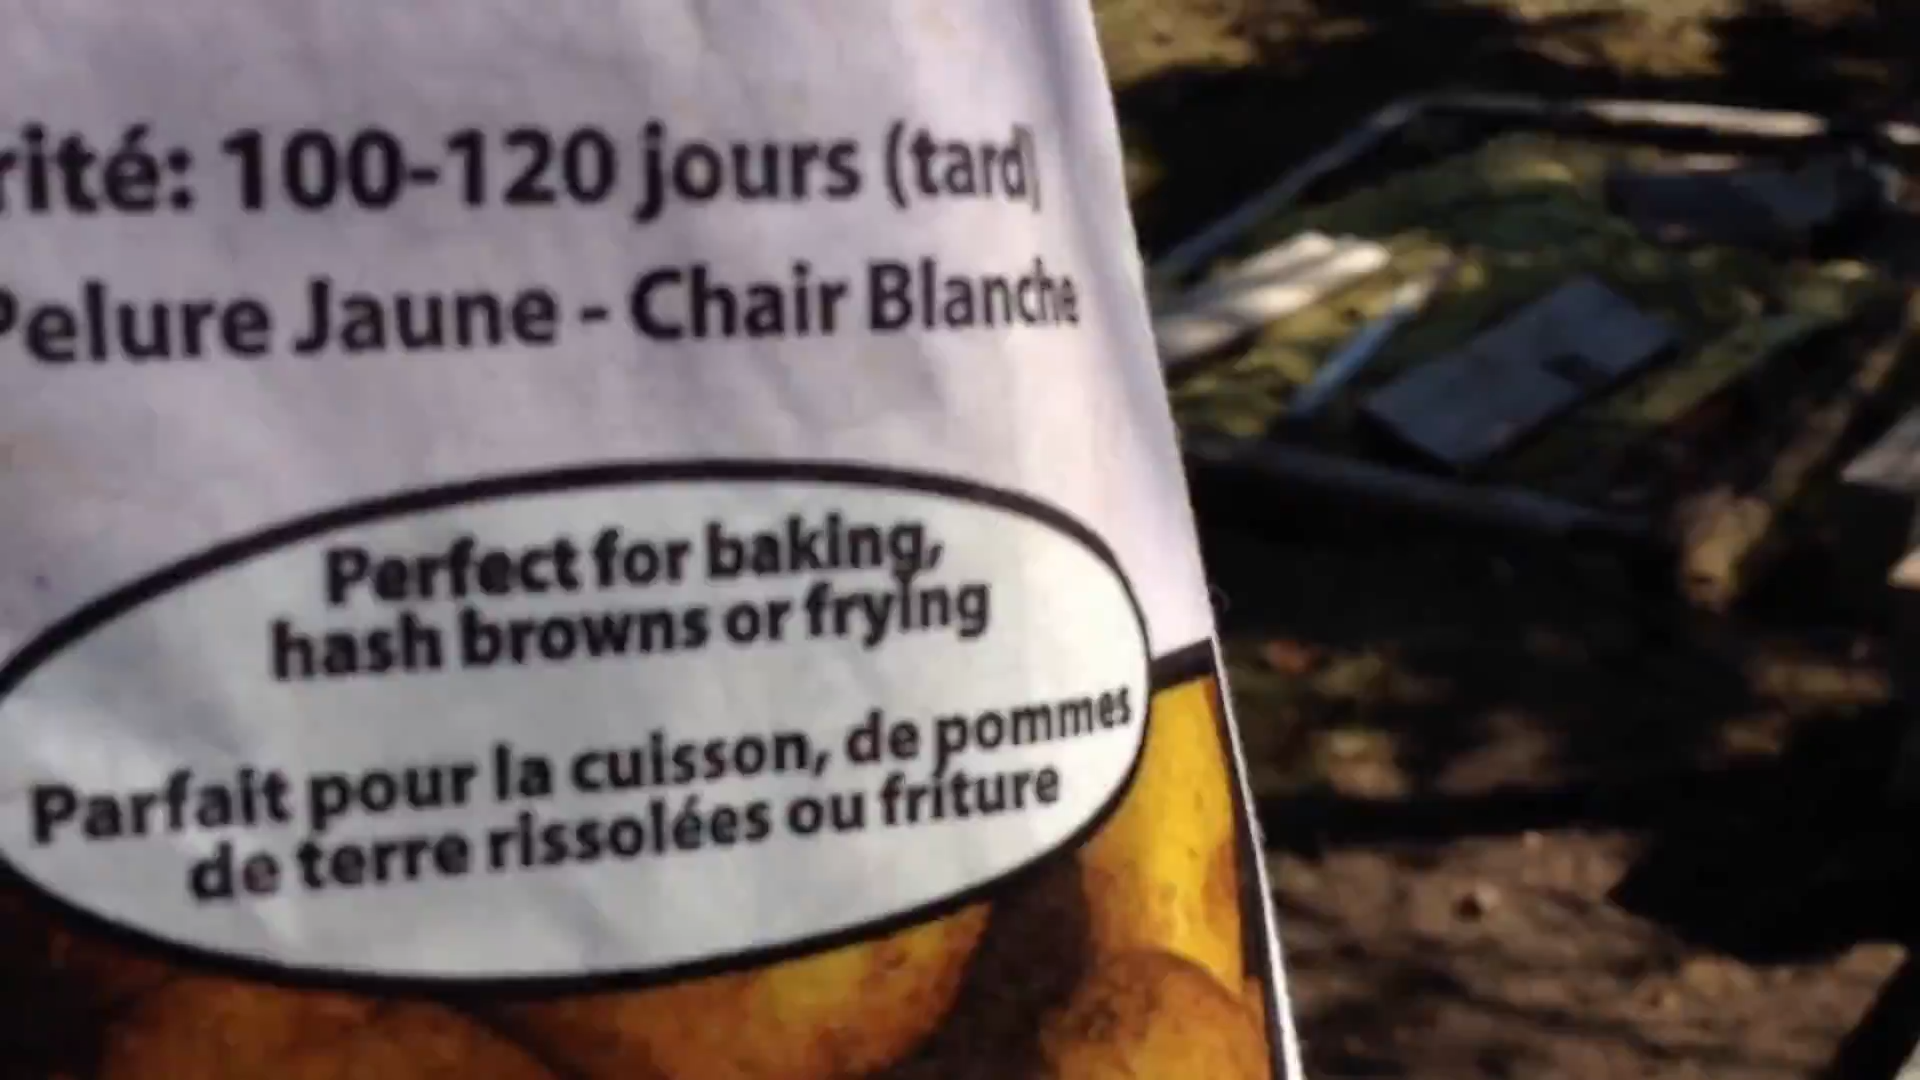 rité: 100-120 jours (tard)
Pelure Jaune - Chair Blanche
Perfect for baking,
hash browns or frying
Parfait pour la cuisson, de pommes
de terre rissolées ou friture